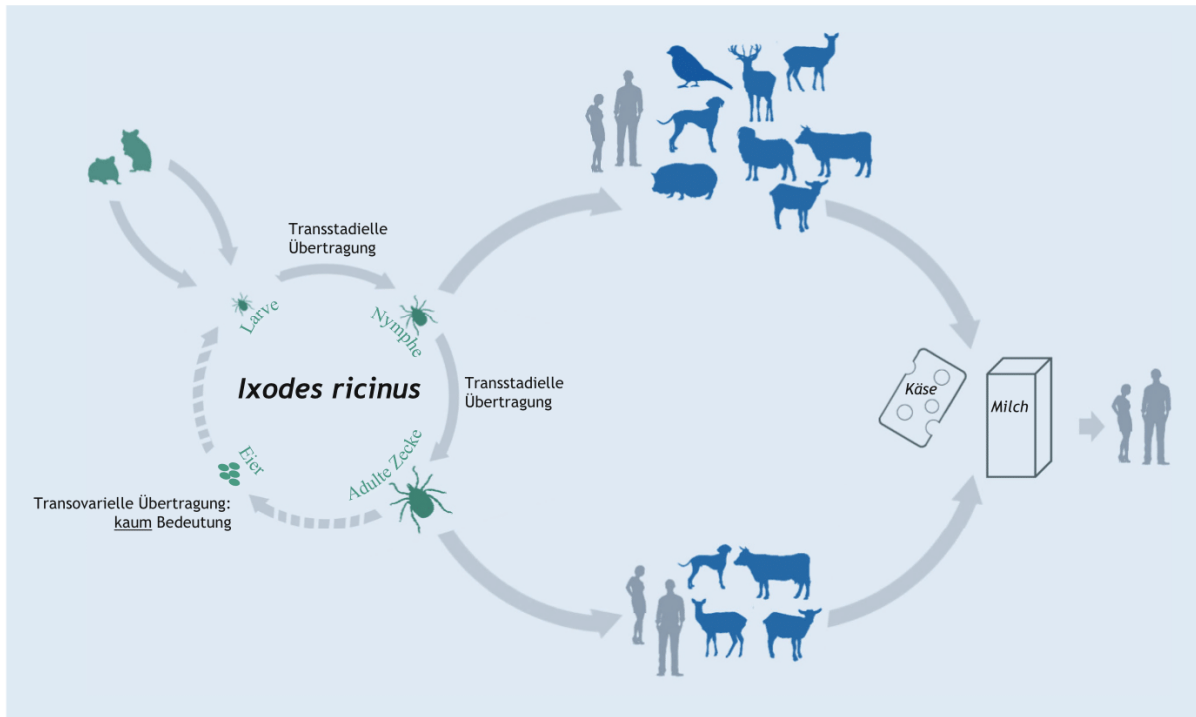 Transstadielle
Übertragung
Larve
Nymphe
Ixodes ricinus
Transstadielle
Übertragung
Käse
Milch
Eier
Adulte Zecke
Transovarielle Übertragung:
kaum Bedeutung